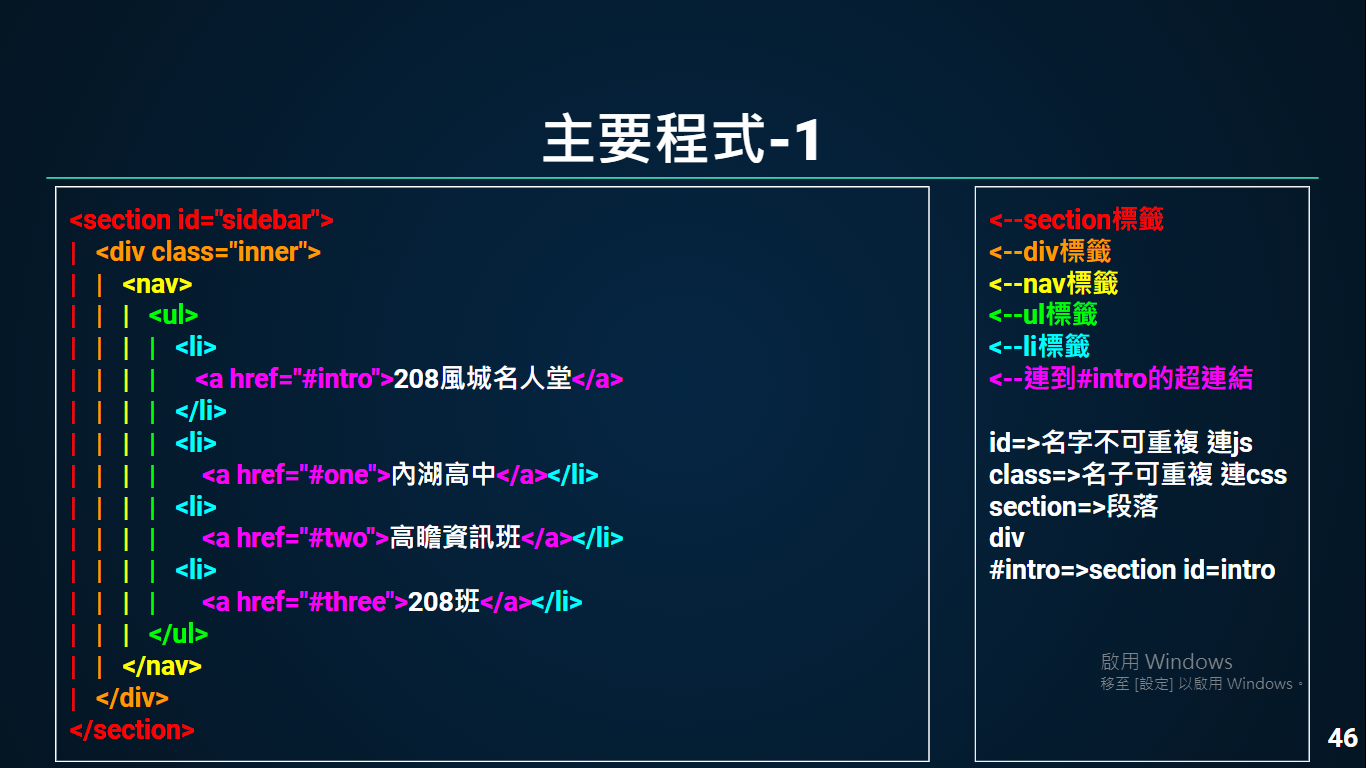 主要程式-1
<section id="sidebar">
| <div class="inner">
| | <nav>
| | | <ul>
| | | | <li>
| | | | <a href="#intro">208風城名人堂</a>
| | | | </li>
| | | | <li>
| | | | <a href="#one">內湖高中</a></li>
| | | | <li>
| | | | <a href="#two">高瞻資訊班</a></li>
| | | | <li>
| | | | <a href="#three">208班</a></li>
| | | </ul>
| | </nav>
| </div>
</section>
<--section標籤
<--div標籤
<--nav標籤
<--ul標籤
<--li標籤
<--連到#intro的超連結
id=>名字不可重複 連js
class=>名子可重複 連css
section=>段落
div
#intro=>section id=intro
啟用 Windows
移至 [設定] 以啟用 Windows。
46